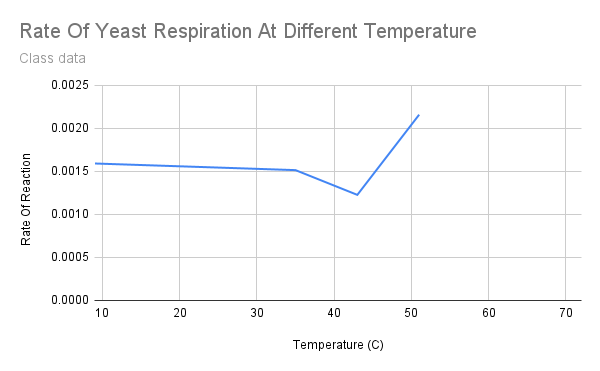 Rate Of Yeast Respiration At Different Temperature
Class data
0.0025
0.0020
0.0015
0.0010
0.0005
0.0000
Rate Of Reaction
10 20 30 40 50 60 70
Temperature (C)